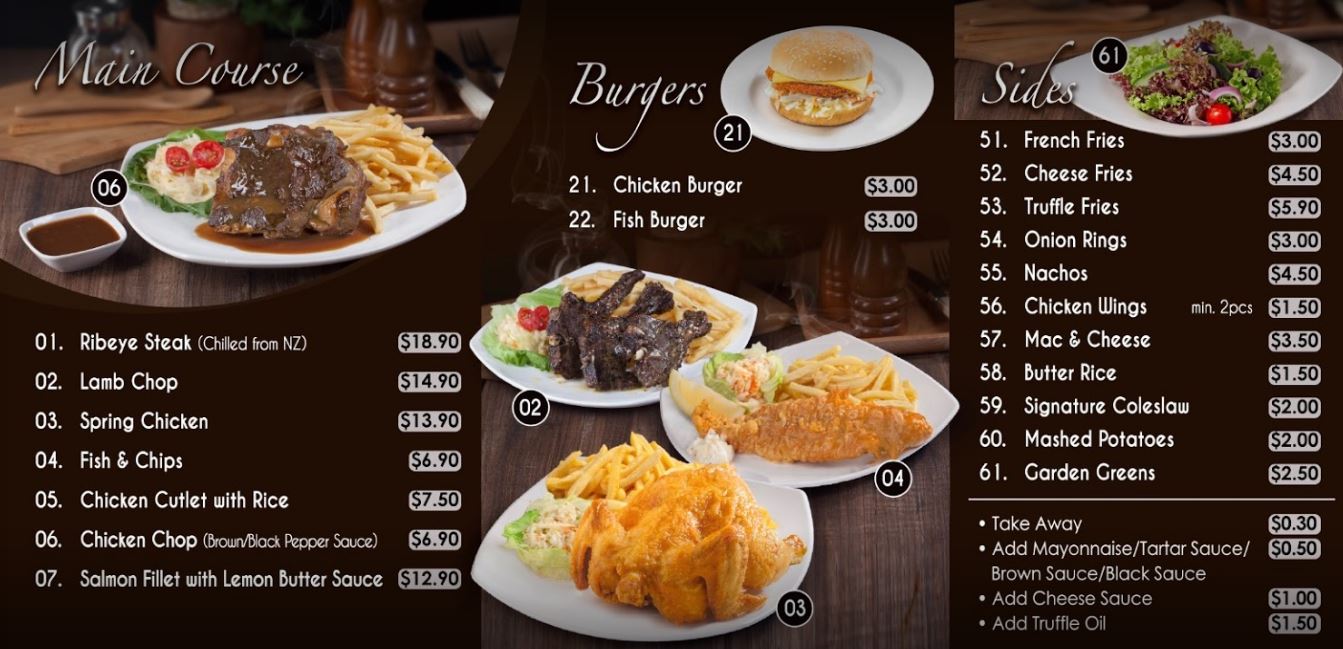 Main Course
06
01. Ribeye Steak (Chilled from NZ) $18.90
02. Lamb Chop $14.90
03. Spring Chicken $13.90
04. Fish & Chips $6.90
05. Chicken Cutlet with Rice $7.50
06. Chicken Chop (Brown/Black Pepper Sauce) $6.90
07. Salmon Fillet with Lemon Butter Sauce $12.90
Burgers
21
21. Chicken Burger $3.00
22. Fish Burger $3.00
02
04
03
Sides
61
51. French Fries $3.00
52. Cheese Fries $4.50
53. Truffle Fries $5.90
54. Onion Rings $3.00
55. Nachos $4.50
56. Chicken Wings min. 2pcs $1.50
57. Mac & Cheese $3.50
58. Butter Rice $1.50
59. Signature Coleslaw $2.00
60. Mashed Potatoes $2.00
61. Garden Greens $2.50
• Take Away $0.30
• Add Mayonnaise/Tartar Sauce/ $0.50
Brown Sauce/Black Sauce
• Add Cheese Sauce $1.00
• Add Truffle Oil $1.50